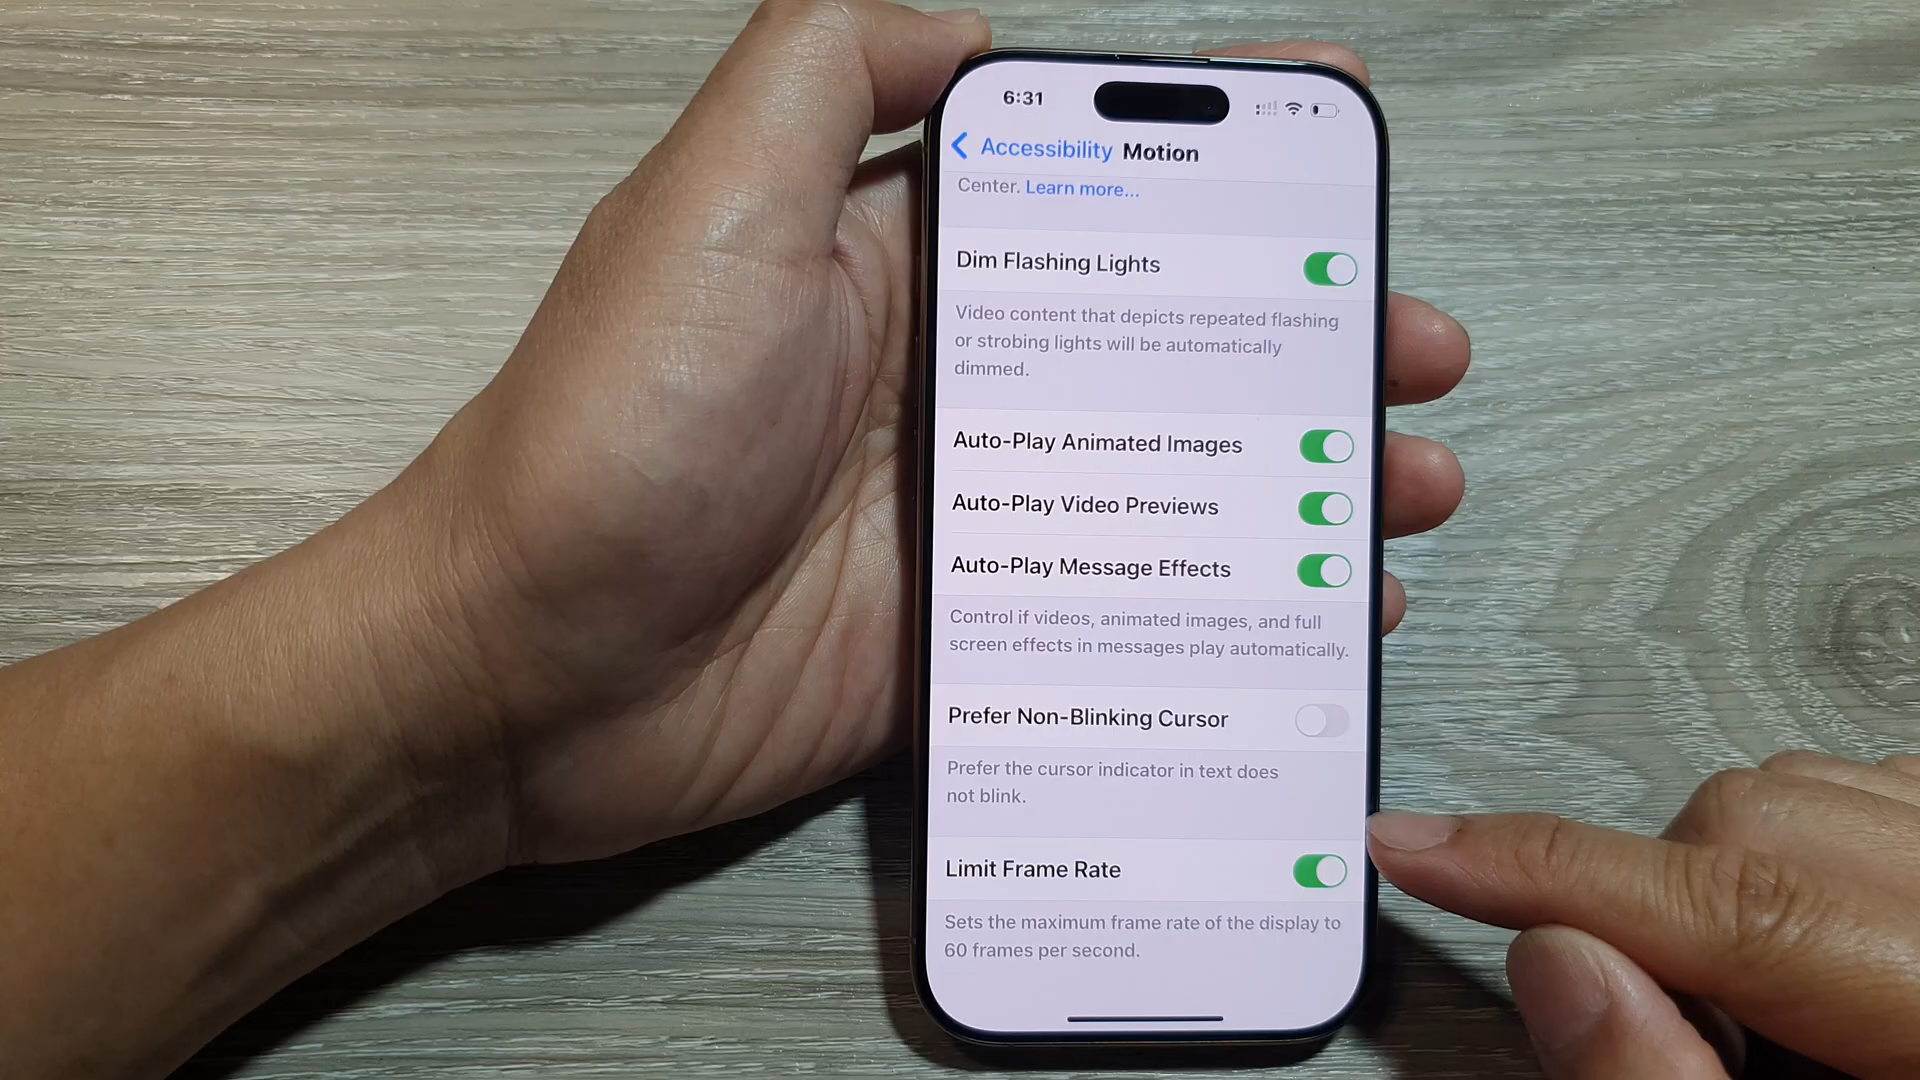 6:31
Accessibility Motion
Center. Learn more...
Dim Flashing Lights
Video content that depicts repeated flashing
or strobing lights will be automatically
dimmed.
Auto-Play Animated Images
Auto-Play Video Previews
Auto-Play Message Effects
Control if videos, animated images, and full
screen effects in messages play automatically.
Prefer Non-Blinking Cursor
Prefer the cursor indicator in text does
not blink.
Limit Frame Rate
Sets the maximum frame rate of the display to
60 frames per second.